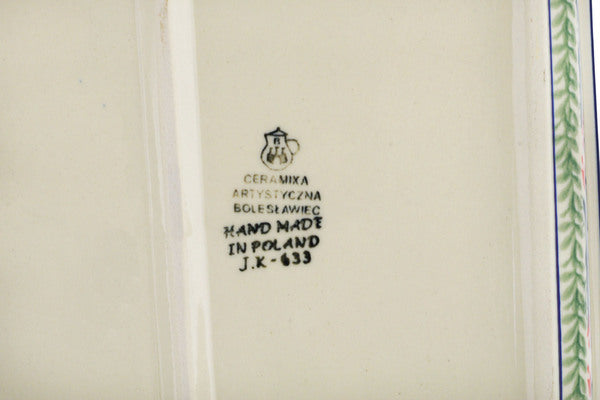 CERAMIKA
ARTYSTYCZNA
BOLESŁAWIEC
HAND MADE
IN POLAND
J.K-633